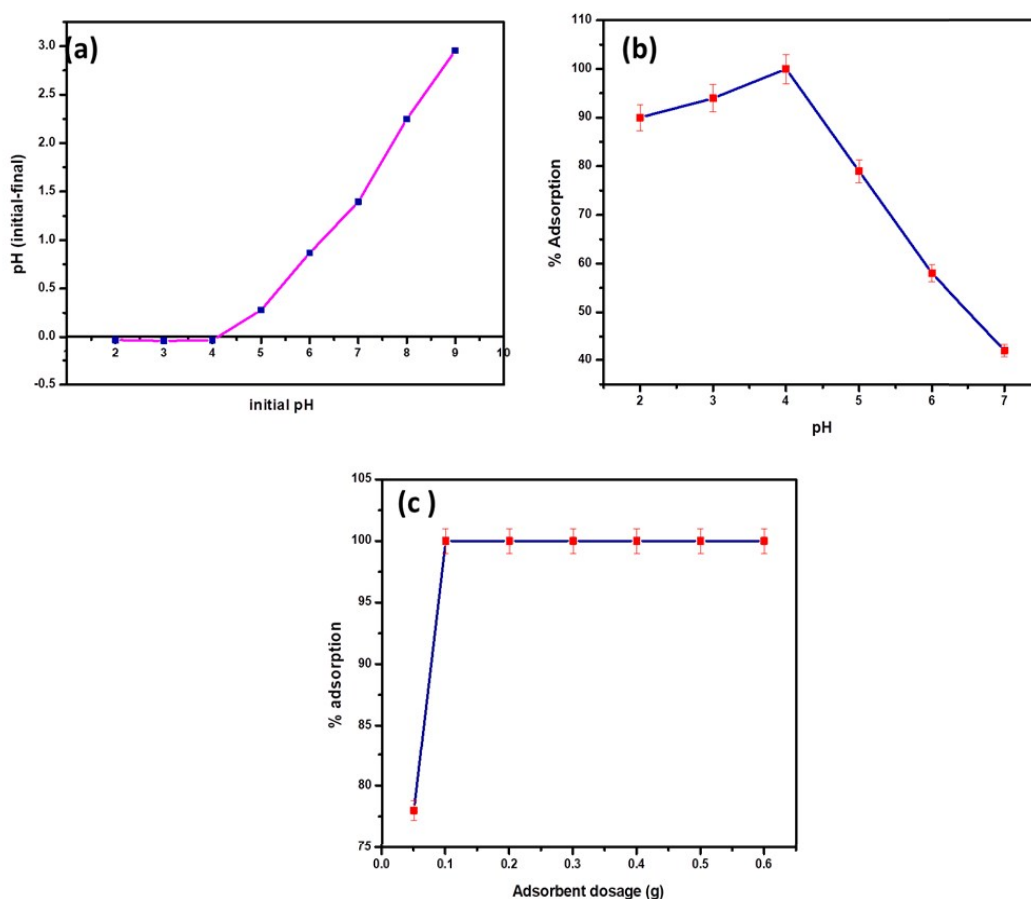 (a)
3.0
2.5
2.0
1.5
1.0
0.5
0.0
-0.5
2 3 4 5 6 7 8 9 10
pH (initial-final)
initial pH
(b)
110
100
90
80
70
60
50
40
2 3 4 5 6 7
% Adsorption
pH
(c )
105
100
95
90
85
80
75
0.0 0.1 0.2 0.3 0.4 0.5 0.6
% adsorption
Adsorbent dosage (g)